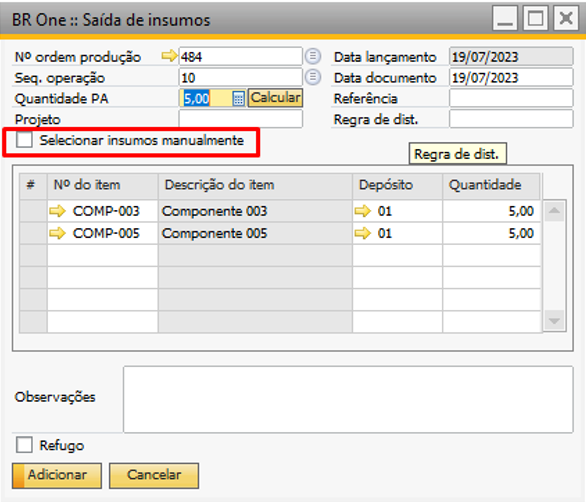 BR One :: Saída de insumos
Nº ordem produção 484 Data lançamento 19/07/2023
Seq. operação 10 Data documento 19/07/2023
Quantidade PA 5,00 Calcular Referência
Projeto Regra de dist.
Selecionar insumos manualmente
Regra de dist.
# Nº do item Descrição do item Depósito Quantidade
COMP-003 Componente 003 01 5,00
COMP-005 Componente 005 01 5,00
Observações
Refugo
Adicionar Cancelar